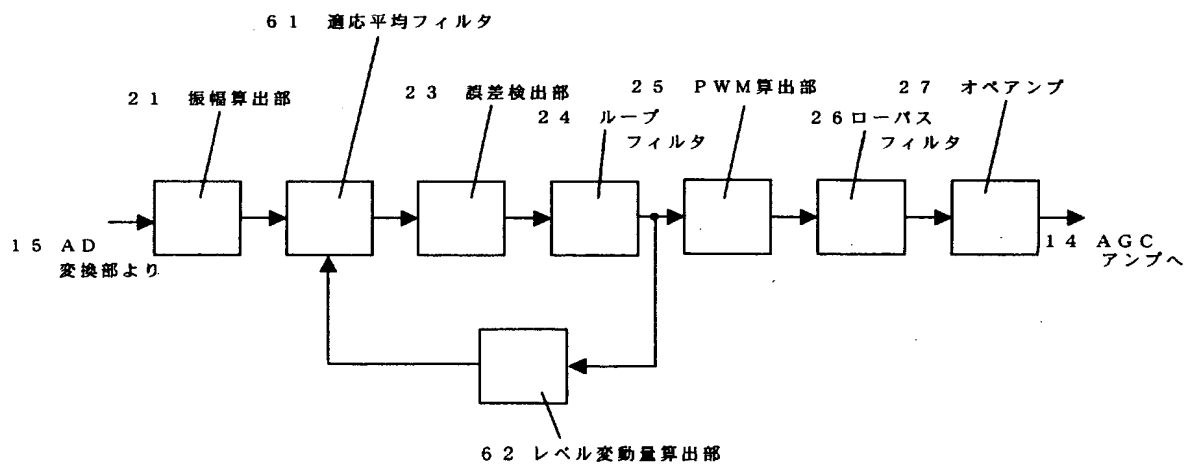 ６１　適応平均フィルタ
２１　振幅算出部
２３　誤差検出部
２４　ループ
フィルタ
２５　ＰＷＭ算出部
２６ローパス
フィルタ
２７　オペアンプ
１５　ＡＤ
変換部より
１４　ＡＧＣ
アンプへ
６２　レベル変動量算出部